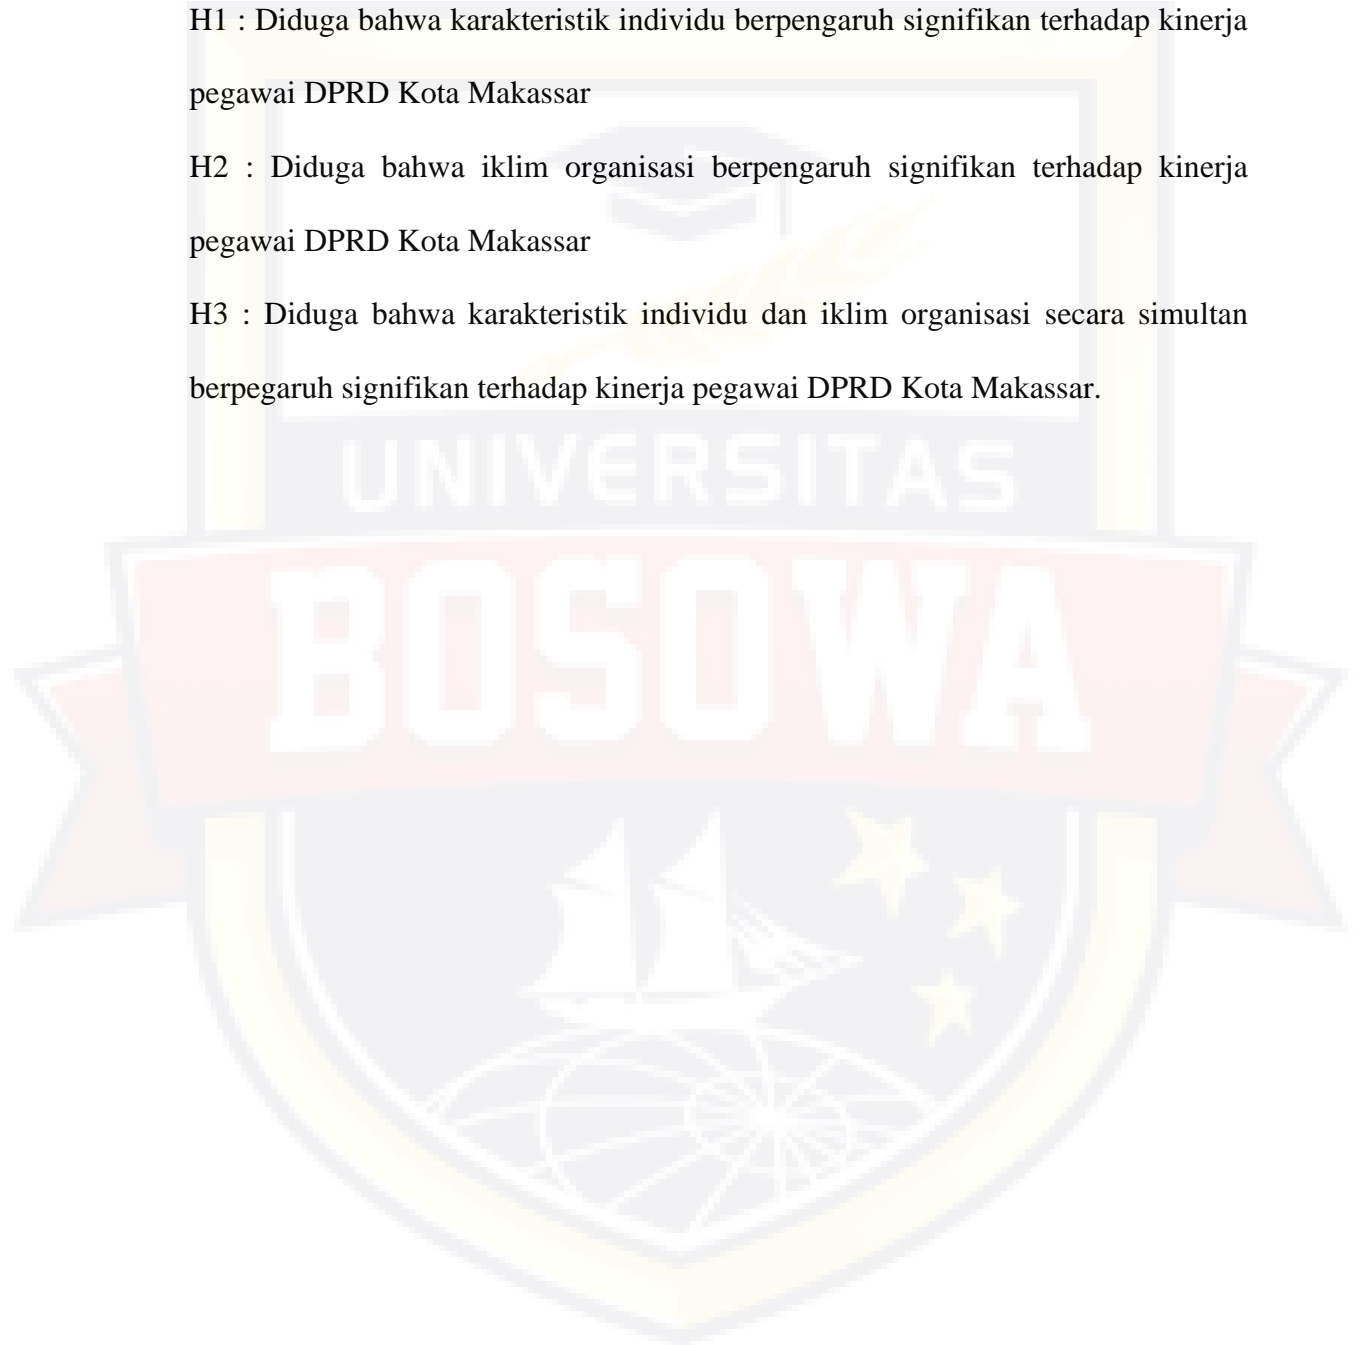 H1 : Diduga bahwa karakteristik individu berpengaruh signifikan terhadap kinerja
pegawai DPRD Kota Makassar
H2 : Diduga bahwa iklim organisasi berpengaruh signifikan terhadap kinerja
pegawai DPRD Kota Makassar
H3 : Diduga bahwa karakteristik individu dan iklim organisasi secara simultan
berpegaruh signifikan terhadap kinerja pegawai DPRD Kota Makassar.
UNIVERSITAS
BOSOWA